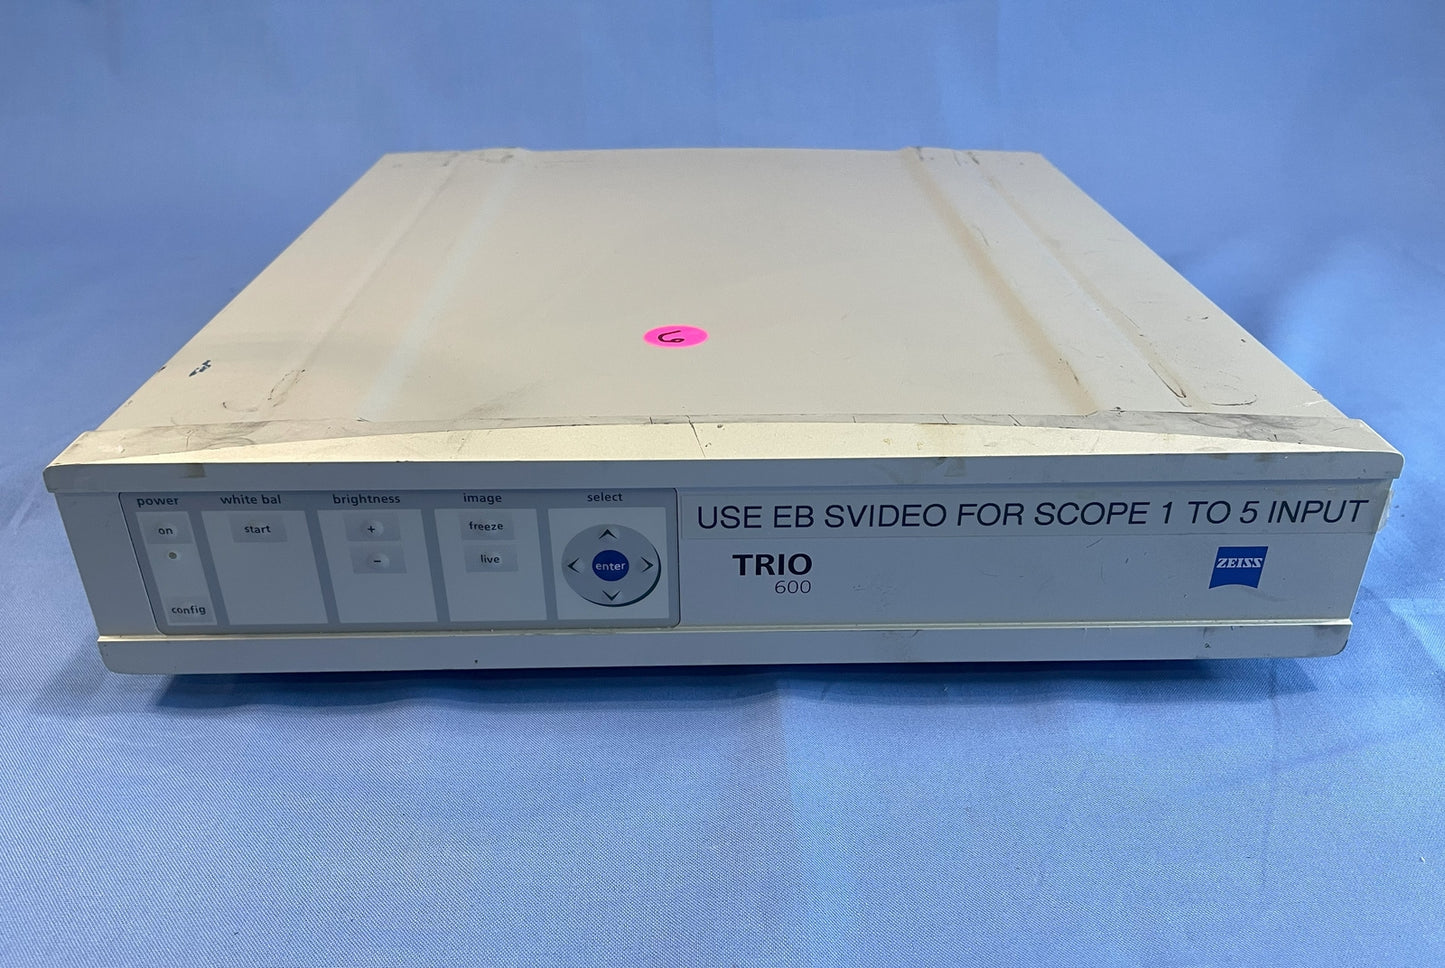 6
power
white bal
brightness
image
select
on
start
+
-
freeze
live
enter
config
USE EB SVIDEO FOR SCOPE 1 TO 5 INPUT
TRIO
600
ZEISS